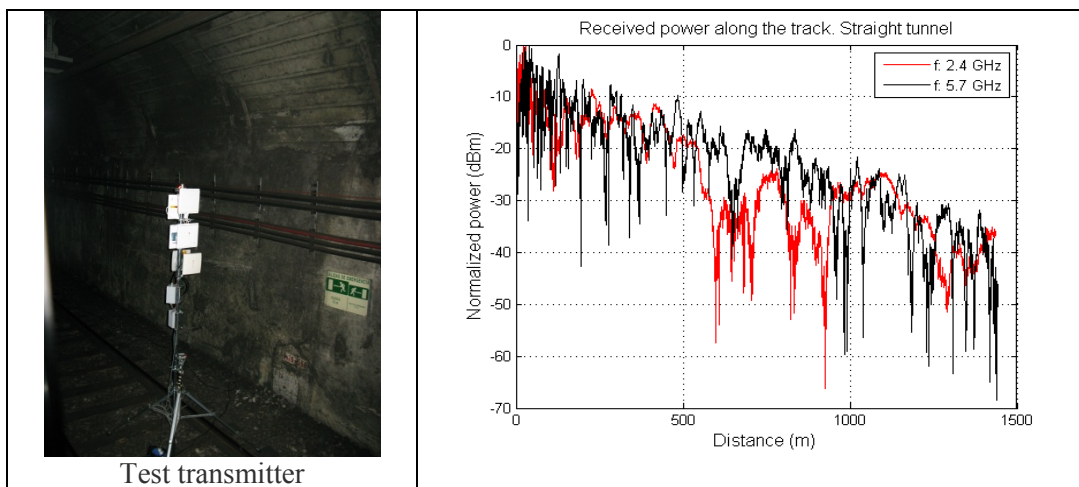 Test transmitter
Received power along the track. Straight tunnel
f: 2.4 GHz
f: 5.7 GHz
Normalized power (dBm)
0
-10
-20
-30
-40
-50
-60
-70
0
500
1000
1500
Distance (m)